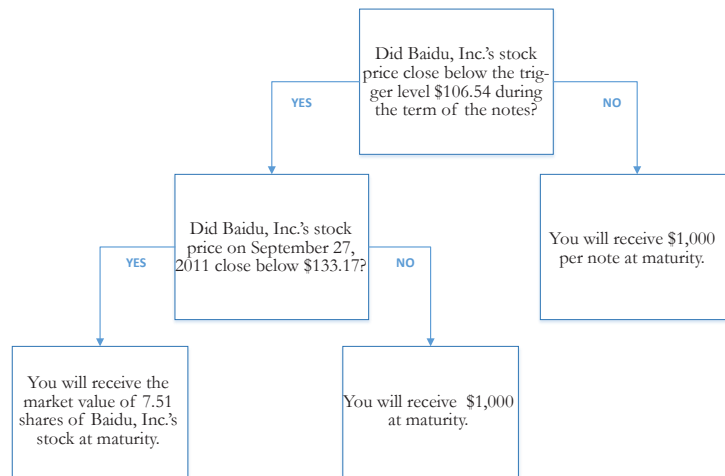 Did Baidu, Inc.'s stock
price close below the trig-
ger level $106.54 during
the term of the notes?
YES
NO
Did Baidu, Inc.'s stock
price on September 27,
2011 close below $133.17?
You will receive $1,000
per note at maturity.
YES
NO
You will receive the
market value of 7.51
shares of Baidu, Inc.'s
stock at maturity.
You will receive $1,000
at maturity.